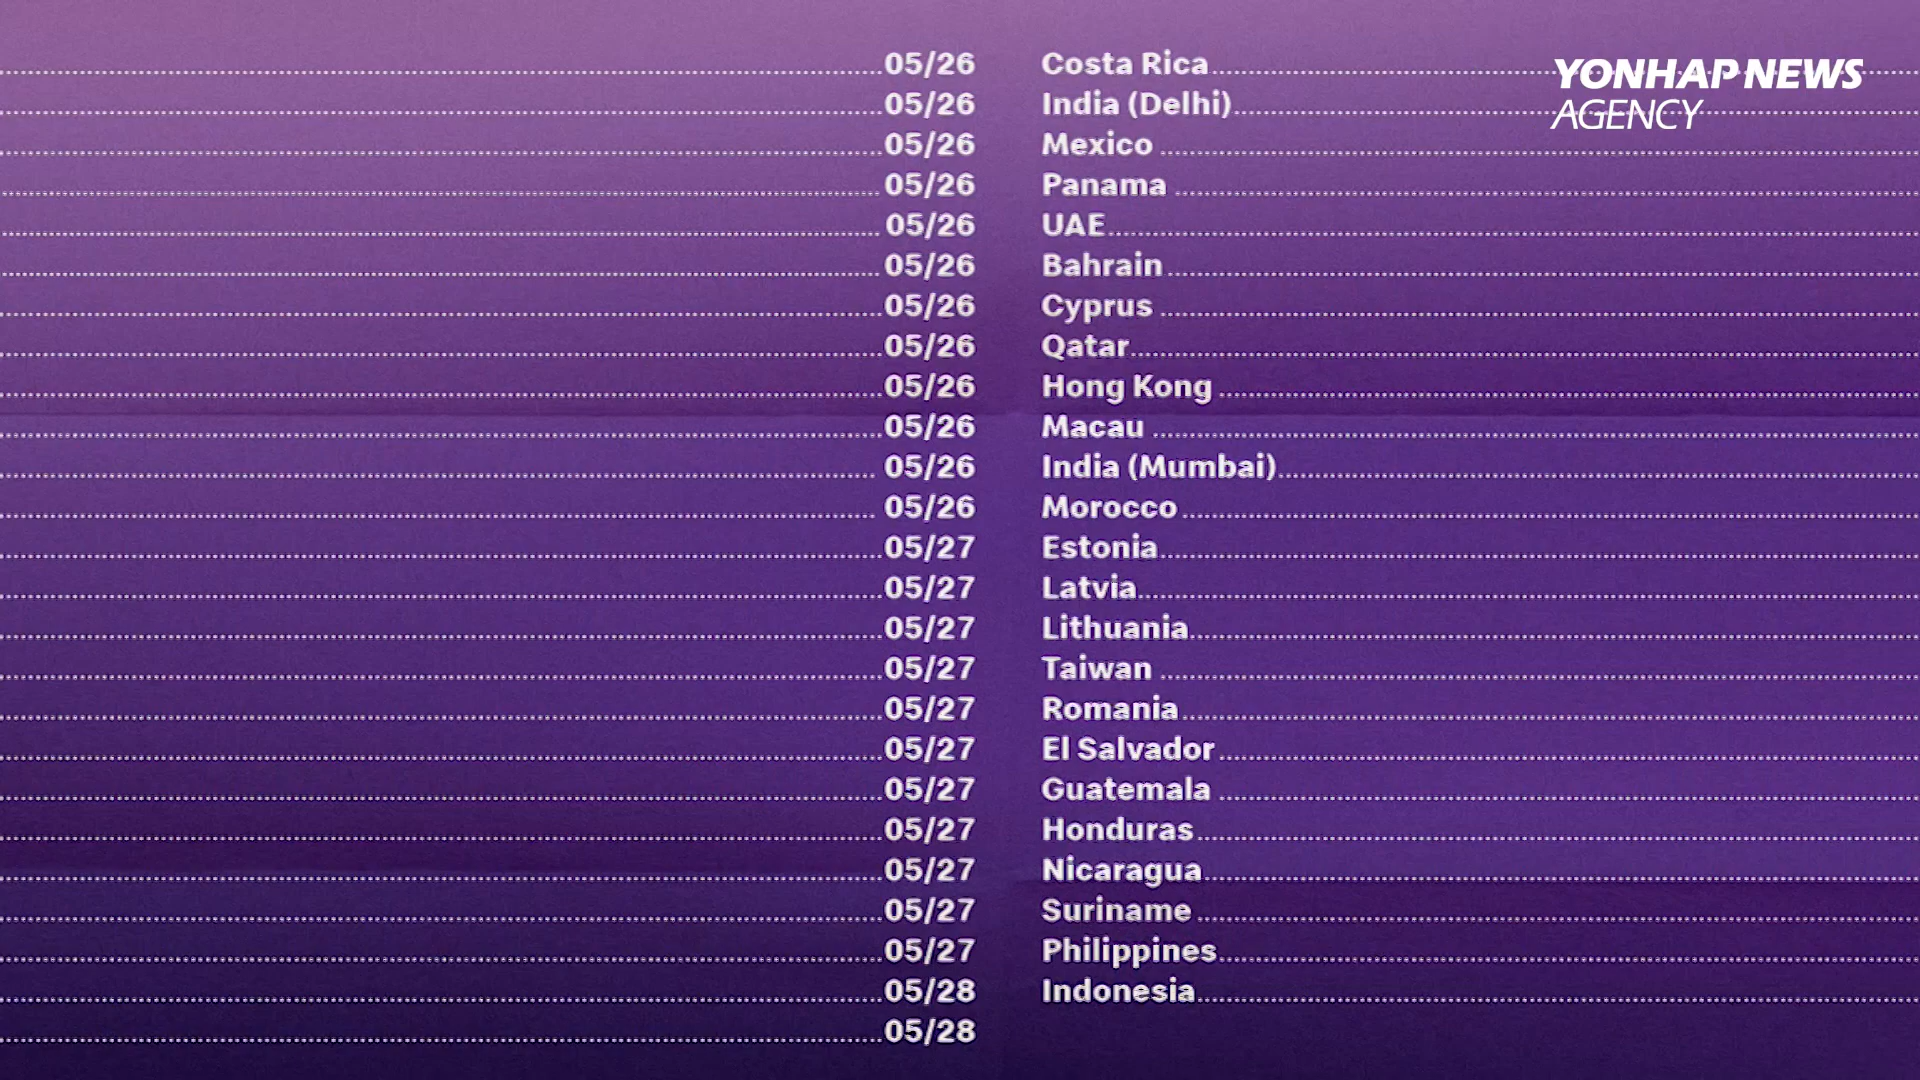 05/26
05/26
05/26
05/26
05/26
05/26
05/26
05/26
05/26
05/26
05/26
05/26
05/27
05/27
05/27
05/27
05/27
05/27
05/27
05/27
05/27
05/27
05/27
05/28
05/28
Costa Rica
India (Delhi)
Mexico
Panama
UAE
Bahrain
Cyprus
Qatar
Hong Kong
Macau
India (Mumbai)
Morocco
Estonia
Latvia
Lithuania
Taiwan
Romania
El Salvador
Guatemala
Honduras
Nicaragua
Suriname
Philippines
Indonesia
YONHAP NEWS
AGENCY